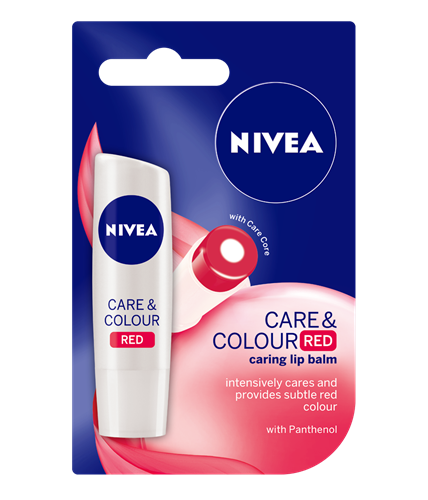 NIVEA
with Care Core
NIVEA
CARE &
COLOUR
RED
CARE &
COLOUR RED
caring lip balm
intensively cares and
provides subtle red
colour
with Panthenol